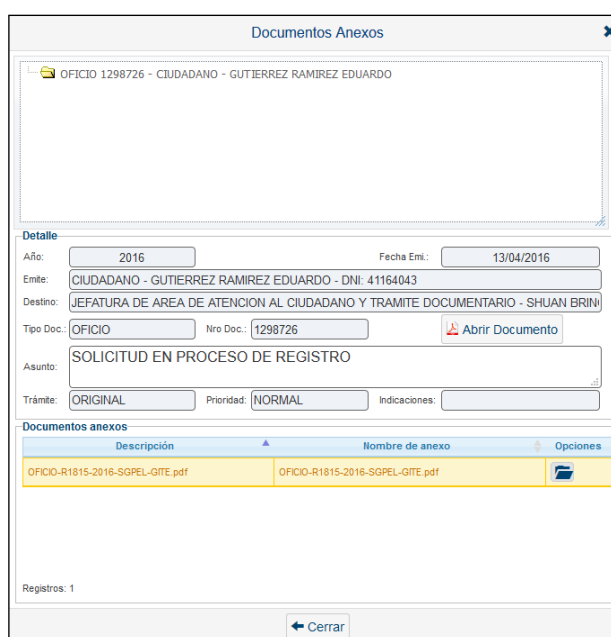 Documentos Anexos
OFICIO 1298726 - CIUDADANO - GUTIERREZ RAMIREZ EDUARDO
Detalle
Año: 2016 Fecha Emi.: 13/04/2016
Emite: CIUDADANO - GUTIERREZ RAMIREZ EDUARDO - DNI: 41164043
Destino: JEFATURA DE AREA DE ATENCION AL CIUDADANO Y TRAMITE DOCUMENTARIO - SHUAN BRIN
Tipo Doc.: OFICIO Nro Doc.: 1298726 Abrir Documento
Asunto: SOLICITUD EN PROCESO DE REGISTRO
Trámite: ORIGINAL Prioridad: NORMAL Indicaciones:
Documentos anexos
Descripción Nombre de anexo Opciones
OFICIO-R1815-2016-SGPEL-GITE.pdf OFICIO-R1815-2016-SGPEL-GITE.pdf
Registros: 1
Cerrar